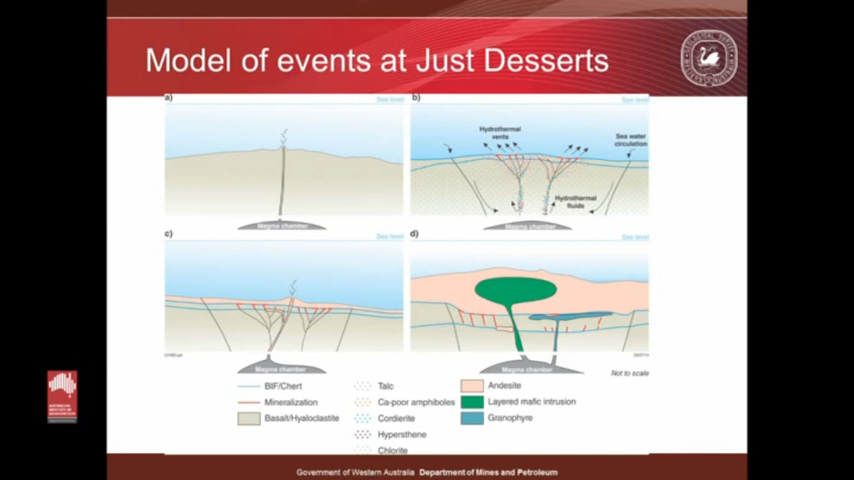 Model of events at Just Desserts
a)
Sea level
Magma chamber
b)
Sea level
Hydrothermal
vents
Sea water
circulation
Hydrothermal
fluids
Magma chamber
c)
Sea level
Magma chamber
d)
Sea level
Magma chamber
Not to scale
BIF/Chert
Mineralization
Basalt/Hyaloclastite
Talc
Ca-poor amphiboles
Cordierite
Hypersthene
Chlorite
Andesite
Layered mafic intrusion
Granophyre
Government of Western Australia Department of Mines and Petroleum